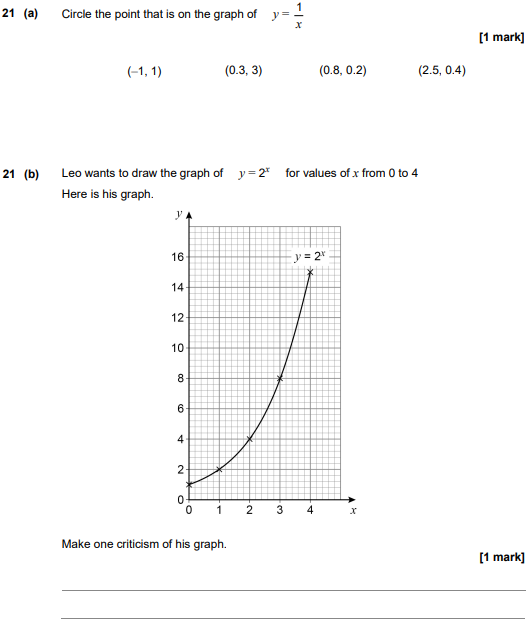 21 (a) Circle the point that is on the graph of y = 1/x
[1 mark]
(–1, 1) (0.3, 3) (0.8, 0.2) (2.5, 0.4)
21 (b) Leo wants to draw the graph of y = 2ˣ for values of x from 0 to 4
Here is his graph.
y
16
y = 2ˣ
14
12
10
8
6
4
2
0
0 1 2 3 4 x
Make one criticism of his graph.
[1 mark]